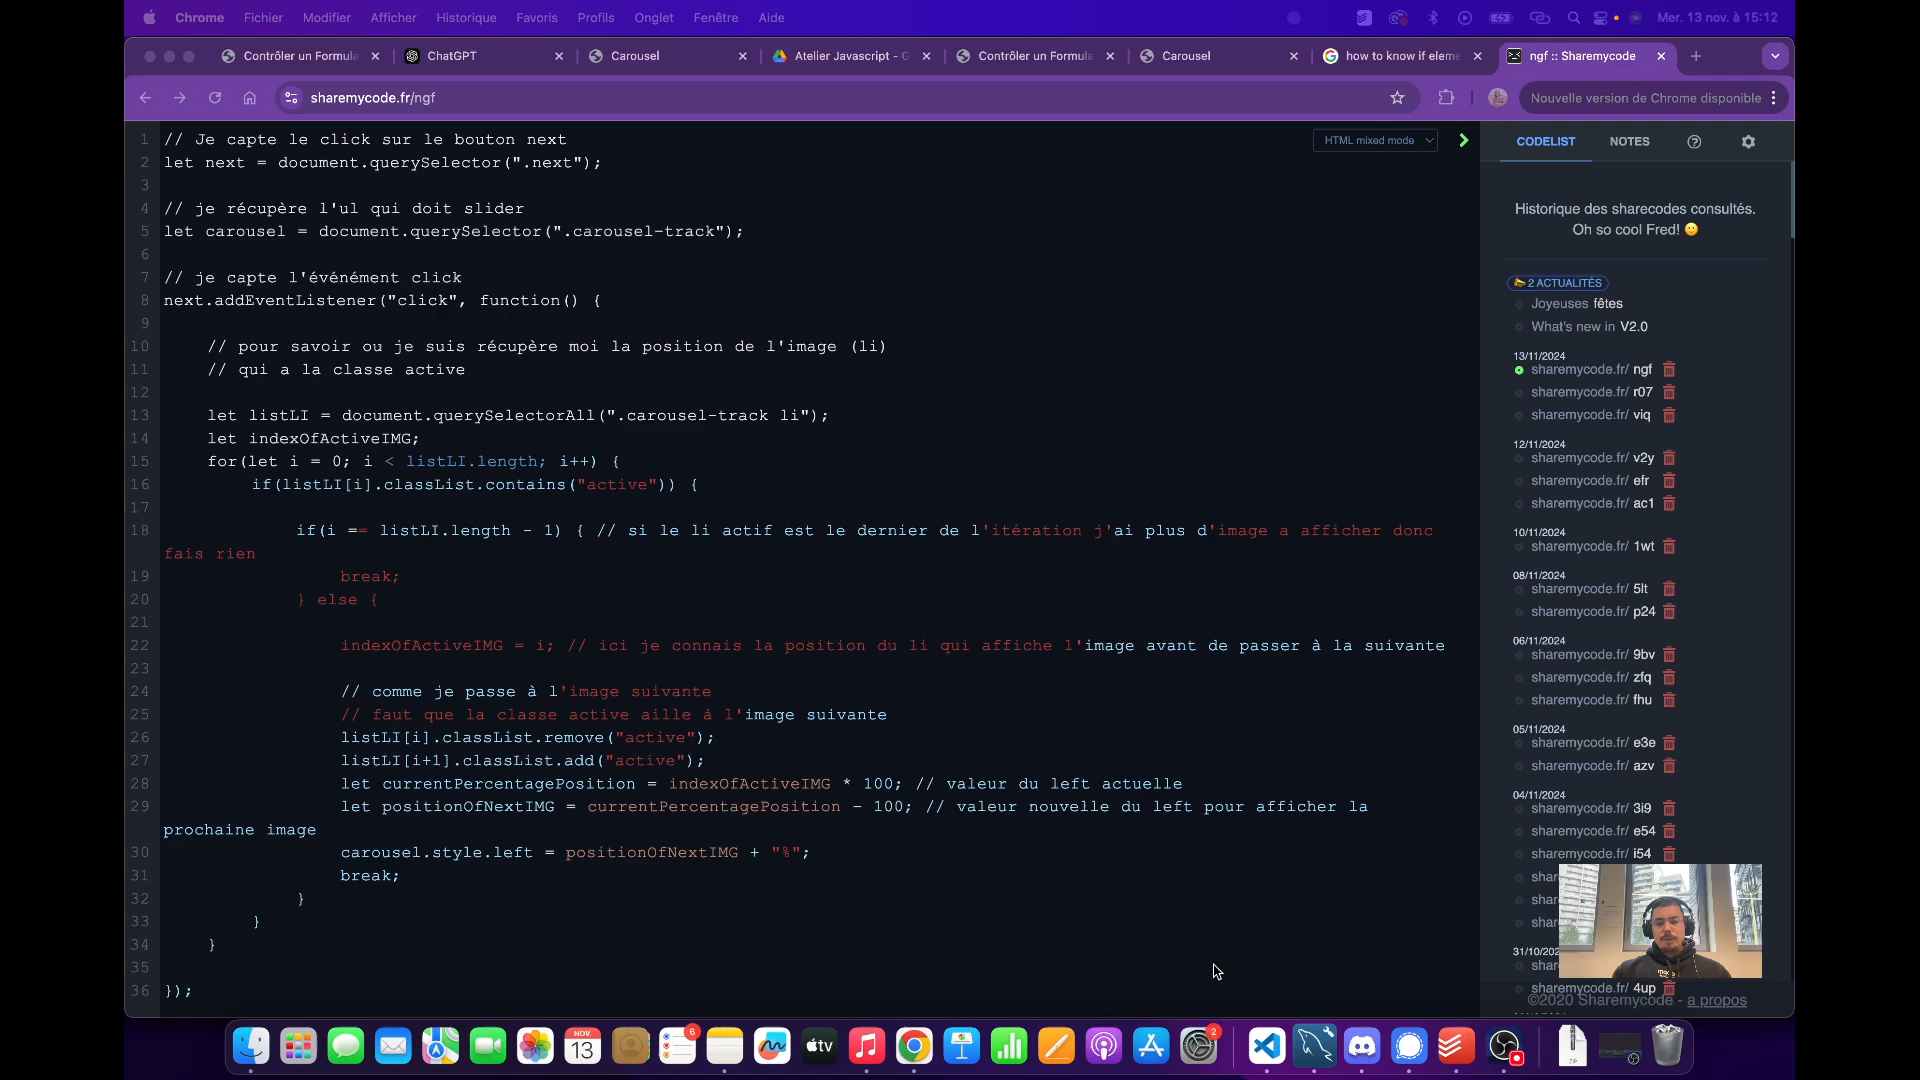 Chrome Fichier Modifier Afficher Historique Favoris Profils Onglet Fenêtre Aide Mer. 13 nov. à 15:12
Contrôler un Formula ChatGPT Carousel Atelier Javascript - G Contrôler un Formula Carousel how to know if eleme ngf :: Sharemycode
sharemycode.fr/ngf Nouvelle version de Chrome disponible
1 // Je capte le click sur le bouton next
2 let next = document.querySelector(".next");
3
4 // je récupère l'ul qui doit slider
5 let carousel = document.querySelector(".carousel-track");
6
7 // je capte l'événément click
8 next.addEventListener("click", function() {
9
10 // pour savoir ou je suis récupère moi la position de l'image (li)
11 // qui a la classe active
12
13 let listLI = document.querySelectorAll(".carousel-track li");
14 let indexOfActiveIMG;
15 for(let i = 0; i < listLI.length; i++) {
16 if(listLI[i].classList.contains("active")) {
17
18 if(i == listLI.length - 1) { // si le li actif est le dernier de l'itération j'ai plus d'image a afficher donc
fais rien
19 break;
20 } else {
21
22 indexOfActiveIMG = i; // ici je connais la position du li qui affiche l'image avant de passer à la suivante
23
24 // comme je passe à l'image suivante
25 // faut que la classe active aille à l'image suivante
26 listLI[i].classList.remove("active");
27 listLI[i+1].classList.add("active");
28 let currentPercentagePosition = indexOfActiveIMG * 100; // valeur du left actuelle
29 let positionOfNextIMG = currentPercentagePosition - 100; // valeur nouvelle du left pour afficher la
prochaine image
30 carousel.style.left = positionOfNextIMG + "%";
31 break;
32 }
33 }
34 }
35
36 });
HTML mixed mode
CODELIST NOTES
Historique des sharecodes consultés.
Oh so cool Fred!
2 ACTUALITÉS
Joyeuses fêtes
What's new in V2.0
13/11/2024
sharemycode.fr/ ngf
sharemycode.fr/ r07
sharemycode.fr/ viq
12/11/2024
sharemycode.fr/ v2y
sharemycode.fr/ efr
sharemycode.fr/ ac1
10/11/2024
sharemycode.fr/ 1wt
08/11/2024
sharemycode.fr/ 5lt
sharemycode.fr/ p24
06/11/2024
sharemycode.fr/ 9bv
sharemycode.fr/ zfq
sharemycode.fr/ fhu
05/11/2024
sharemycode.fr/ e3e
sharemycode.fr/ azv
04/11/2024
sharemycode.fr/ 3i9
sharemycode.fr/ e54
sharemycode.fr/ i54
shar
shar
shar
31/10/202
shar
sharemycode.fr/ 4up
©2020 Sharemycode - a propos
NOV.
13
6
tv
2
ZIP